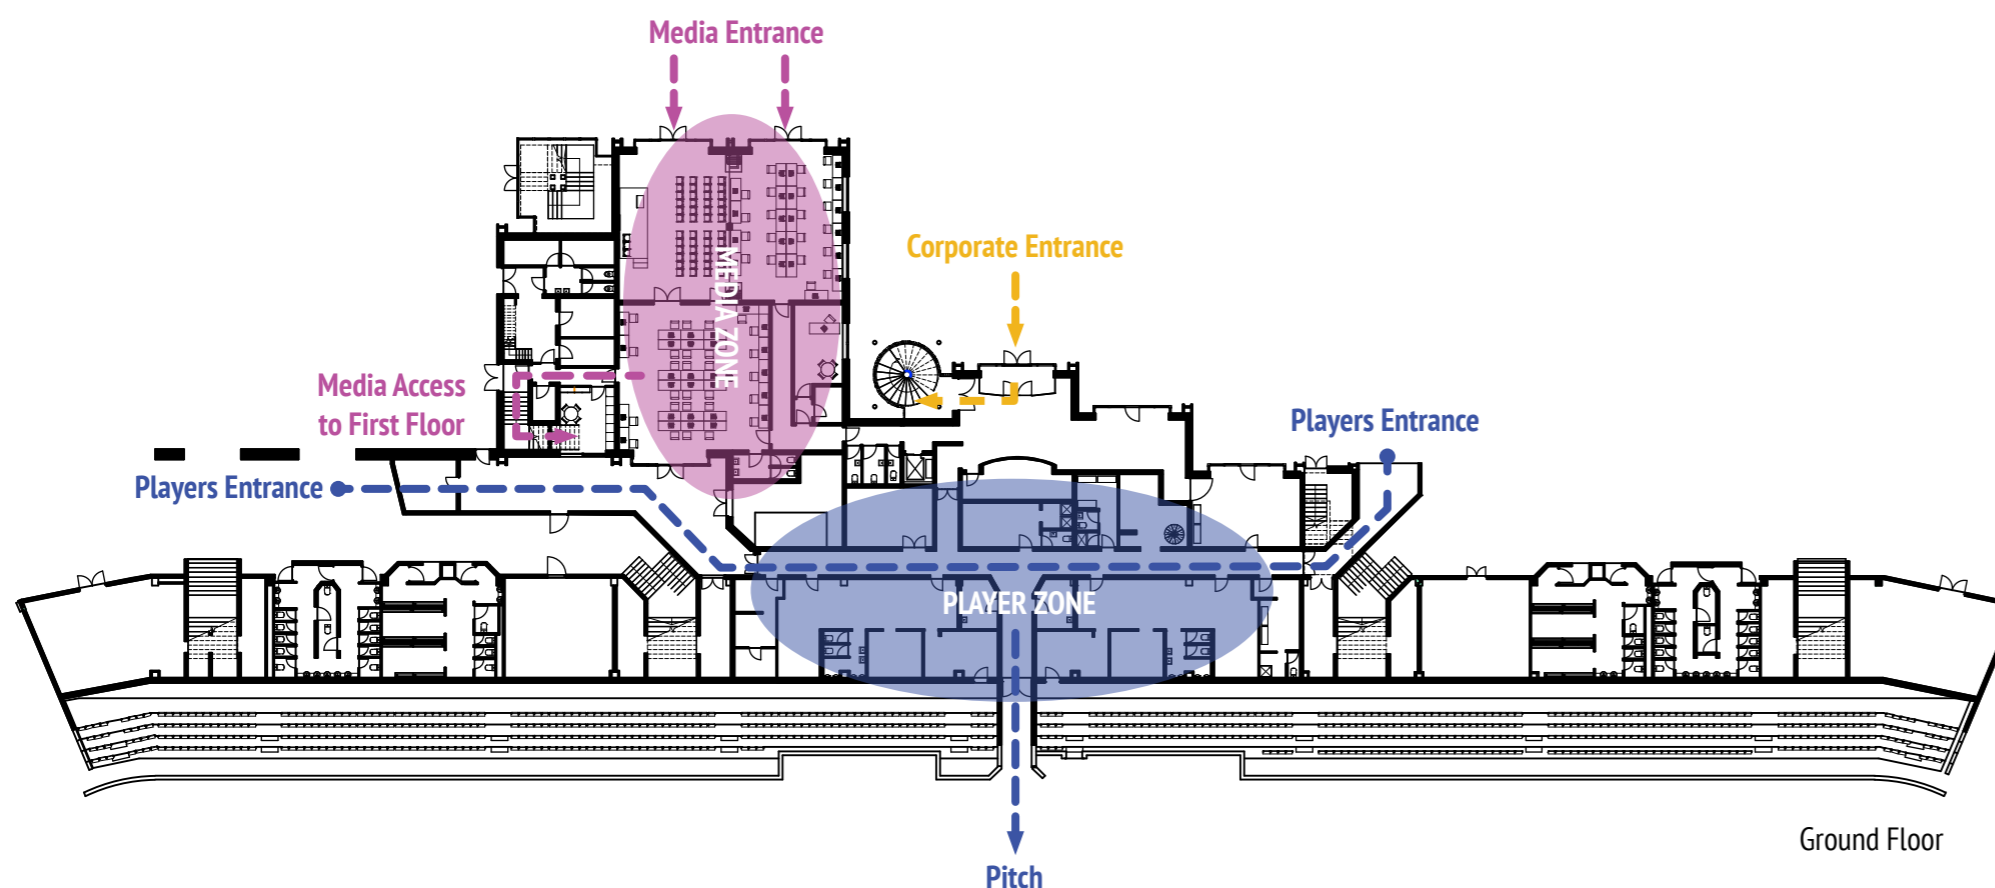 Media Entrance
MEDIA ZONE
Corporate Entrance
Media Access
to First Floor
Players Entrance
Players Entrance
PLAYER ZONE
Ground Floor
Pitch